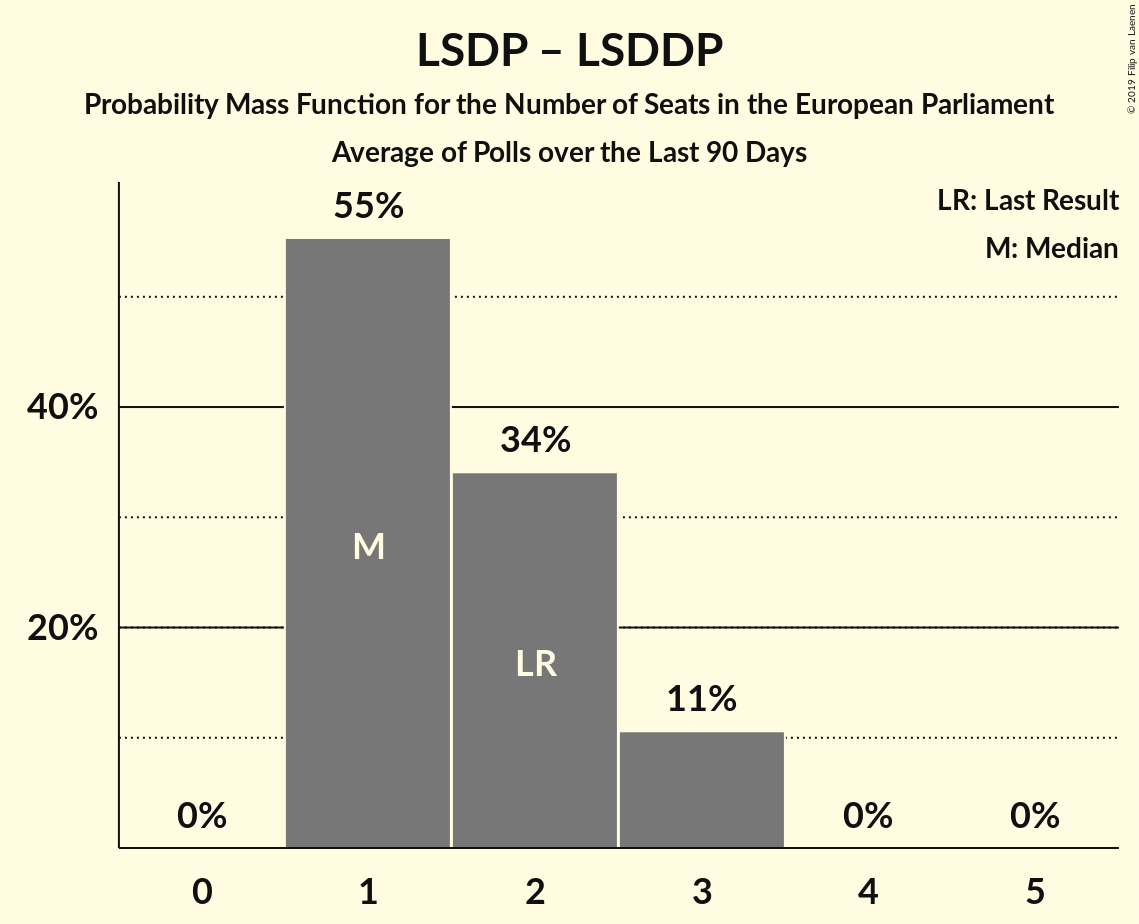 LSDP – LSDDP
Probability Mass Function for the Number of Seats in the European Parliament
Average of Polls over the Last 90 Days
© 2019 Filip van Laenen
LR: Last Result
M: Median
55%
40%
34%
M
20%
LR
11%
0%
0%
0%
0 1 2 3 4 5